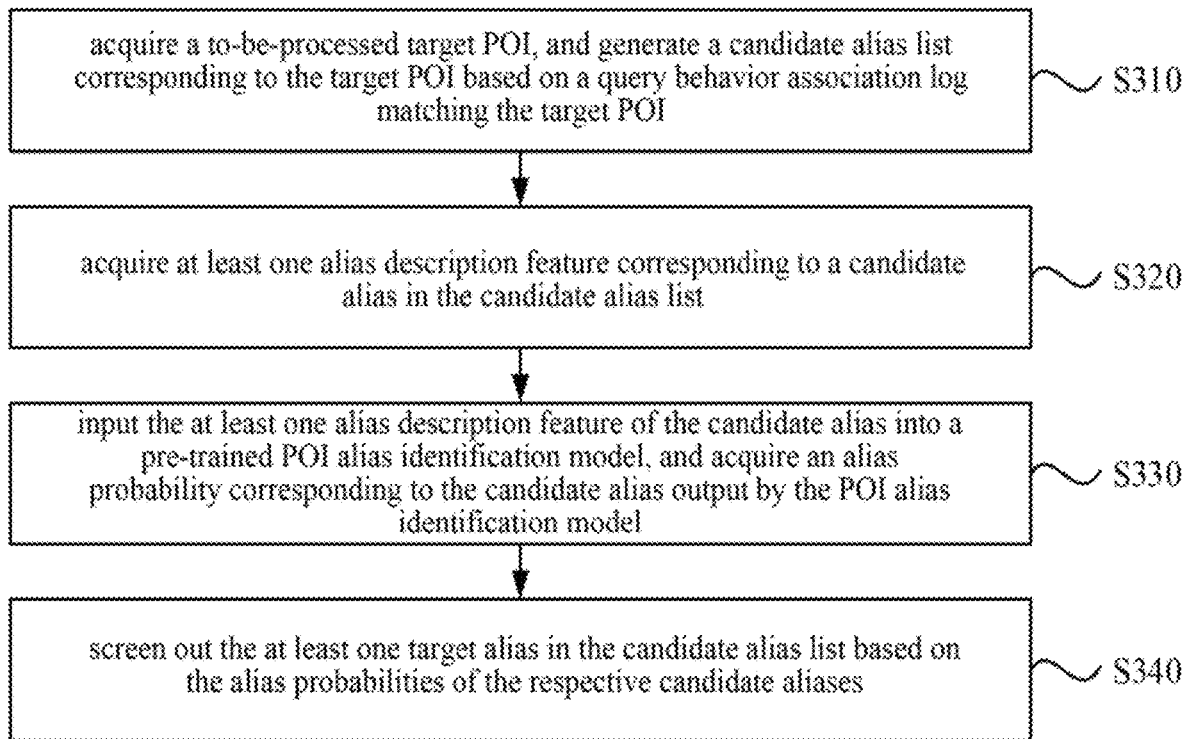 acquire a to-be-processed target POI, and generate a candidate alias list
corresponding to the target POI based on a query behavior association log
matching the target POI
S310
acquire at least one alias description feature corresponding to a candidate
alias in the candidate alias list
S320
input the at least one alias description feature of the candidate alias into a
pre-trained POI alias identification model, and acquire an alias
probability corresponding to the candidate alias output by the POI alias
identification model
S330
screen out the at least one target alias in the candidate alias list based on
the alias probabilities of the respective candidate aliases
S340